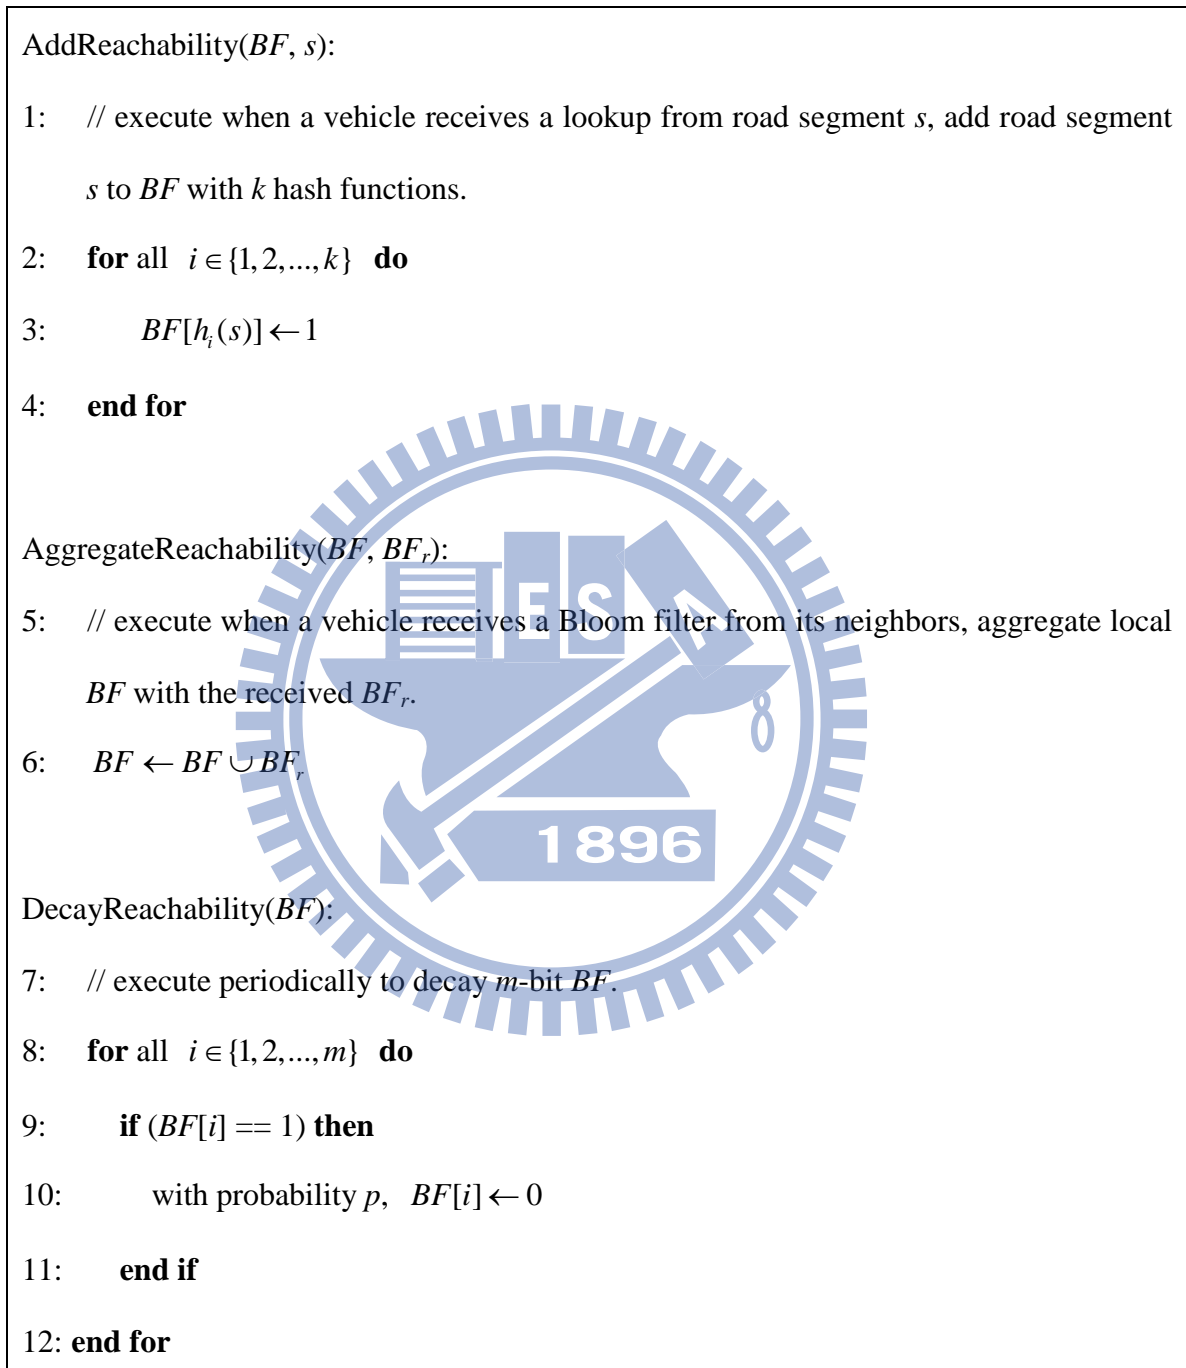 AddReachability(BF, s):
1: // execute when a vehicle receives a lookup from road segment s, add road segment
s to BF with k hash functions.
2: for all i ∈ {1, 2, ..., k} do
3: BF[h_i(s)] ← 1
4: end for
AggregateReachability(BF, BF_r):
E S A
5: // execute when a vehicle receives a Bloom filter from its neighbors, aggregate local
BF with the received BF_r.
8
6: BF ← BF ∪ BF_r
1896
DecayReachability(BF):
7: // execute periodically to decay m-bit BF.
8: for all i ∈ {1, 2, ..., m} do
9: if (BF[i] == 1) then
10: with probability p, BF[i] ← 0
11: end if
12: end for